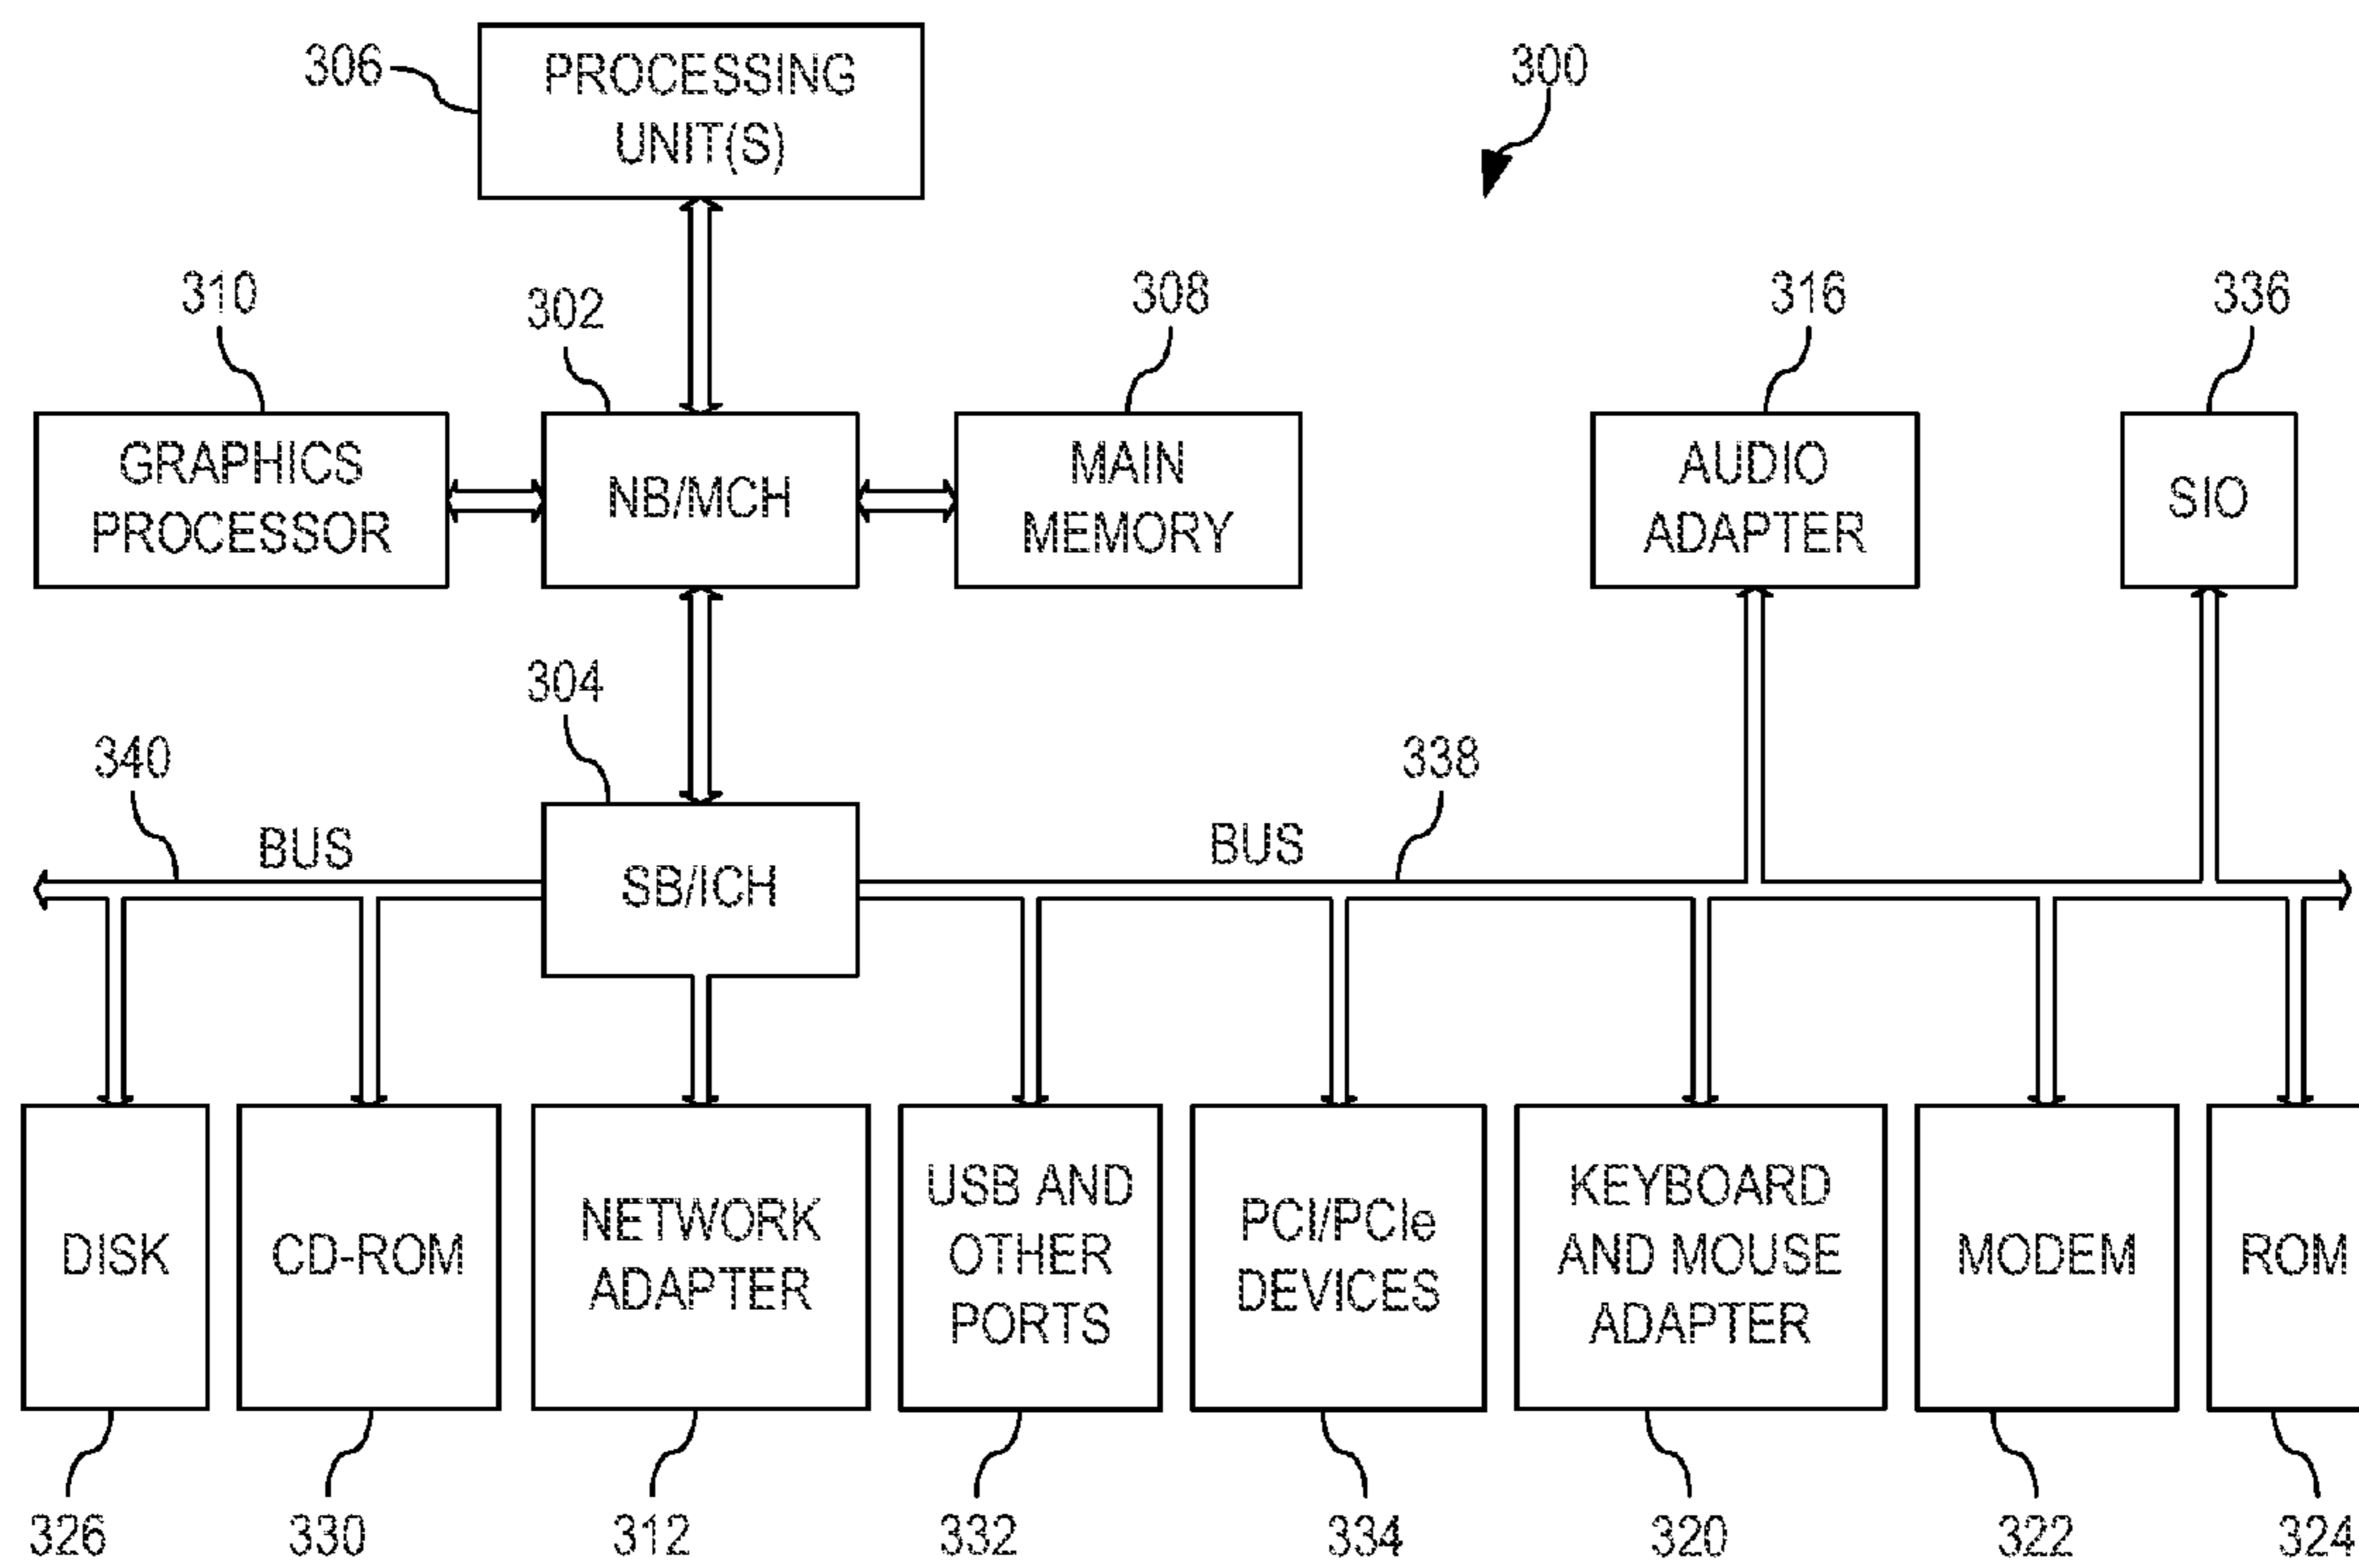 306
PROCESSING
UNIT(S)
300
310
302
308
316
336
GRAPHICS
PROCESSOR
NB/MCH
MAIN
MEMORY
AUDIO
ADAPTER
SIO
304
340
338
BUS
SB/ICH
BUS
DISK
CD-ROM
NETWORK
ADAPTER
USB AND
OTHER
PORTS
PCI/PCIe
DEVICES
KEYBOARD
AND MOUSE
ADAPTER
MODEM
ROM
326
330
312
332
334
320
322
324